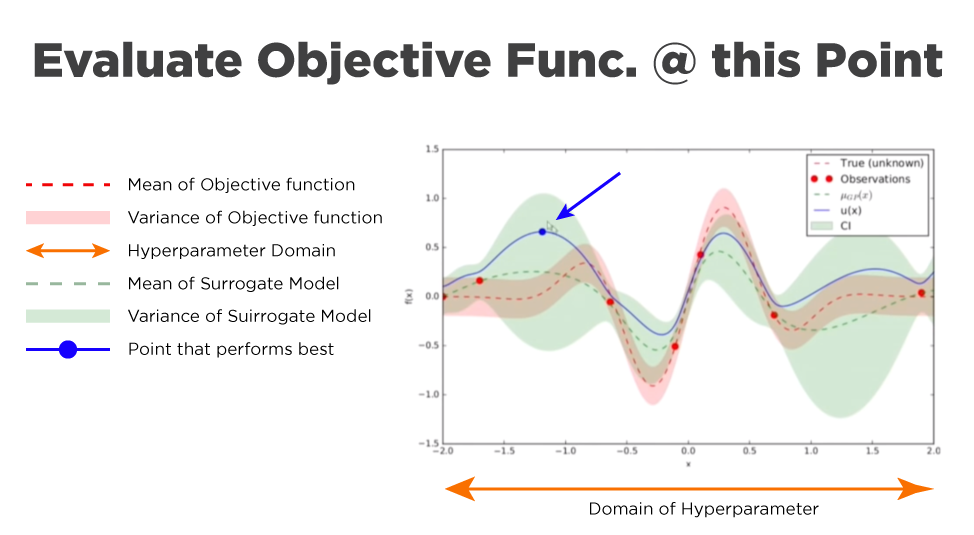 Evaluate Objective Func. @ this Point
Mean of Objective function
Variance of Objective function
Hyperparameter Domain
Mean of Surrogate Model
Variance of Suirrogate Model
Point that performs best
True (unknown)
Observations
μGP(x)
u(x)
CI
f(x)
1.5
1.0
0.5
0.0
−0.5
−1.0
−1.5
−2.0 −1.5 −1.0 −0.5 0.0 0.5 1.0 1.5 2.0
x
Domain of Hyperparameter